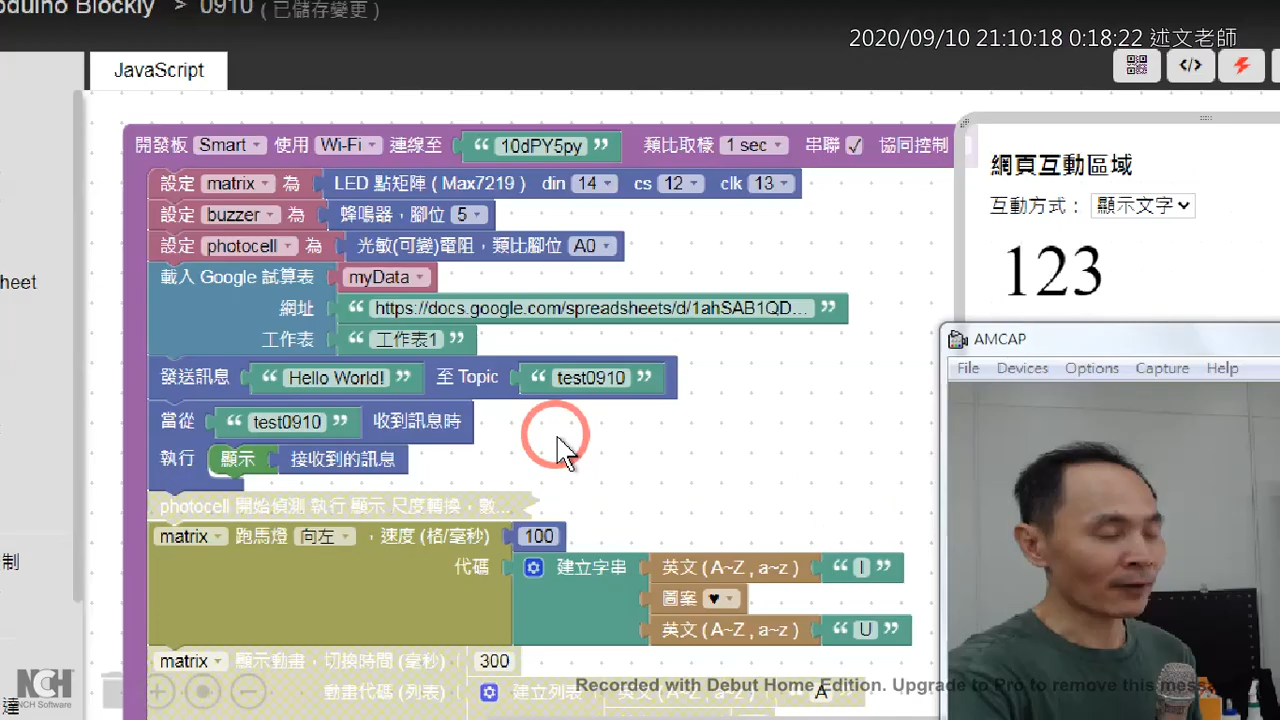 oduino Blockly > 0910 ( 已儲存變更 )
2020/09/10 21:10:18 0:18:22 述文老師
JavaScript
</>
開發板 Smart 使用 Wi-Fi 連線至 “ 10dPY5py ” 類比取樣 1 sec 串聯 ✓ 協同控制
設定 matrix 為 LED 點矩陣 ( Max7219 ) din 14 cs 12 clk 13
設定 buzzer 為 蜂鳴器，腳位 5
設定 photocell 為 光敏(可變)電阻，類比腳位 A0
載入 Google 試算表 myData
網址 “ https://docs.google.com/spreadsheets/d/1ahSAB1QD... ”
工作表 “ 工作表1 ”
發送訊息 “ Hello World! ” 至 Topic “ test0910 ”
當從 “ test0910 ” 收到訊息時
執行 顯示 接收到的訊息
photocell 開始偵測 執行 顯示 尺度轉換，數...
matrix 跑馬燈 向左 ，速度 (格/毫秒) 100
代碼 建立字串 英文 ( A~Z , a~z ) “ I ”
圖案 ♥
英文 ( A~Z , a~z ) “ U ”
matrix 顯示動畫，切換時間 (毫秒) 300
動畫代碼 (列表) 建立列表 英文 ( A~Z , a~z ) “ A ”
heet
制
達
網頁互動區域
互動方式： 顯示文字
123
AMCAP
File Devices Options Capture Help
NCH
NCH Software
Recorded with Debut Home Edition. Upgrade to Pro to remove this mess